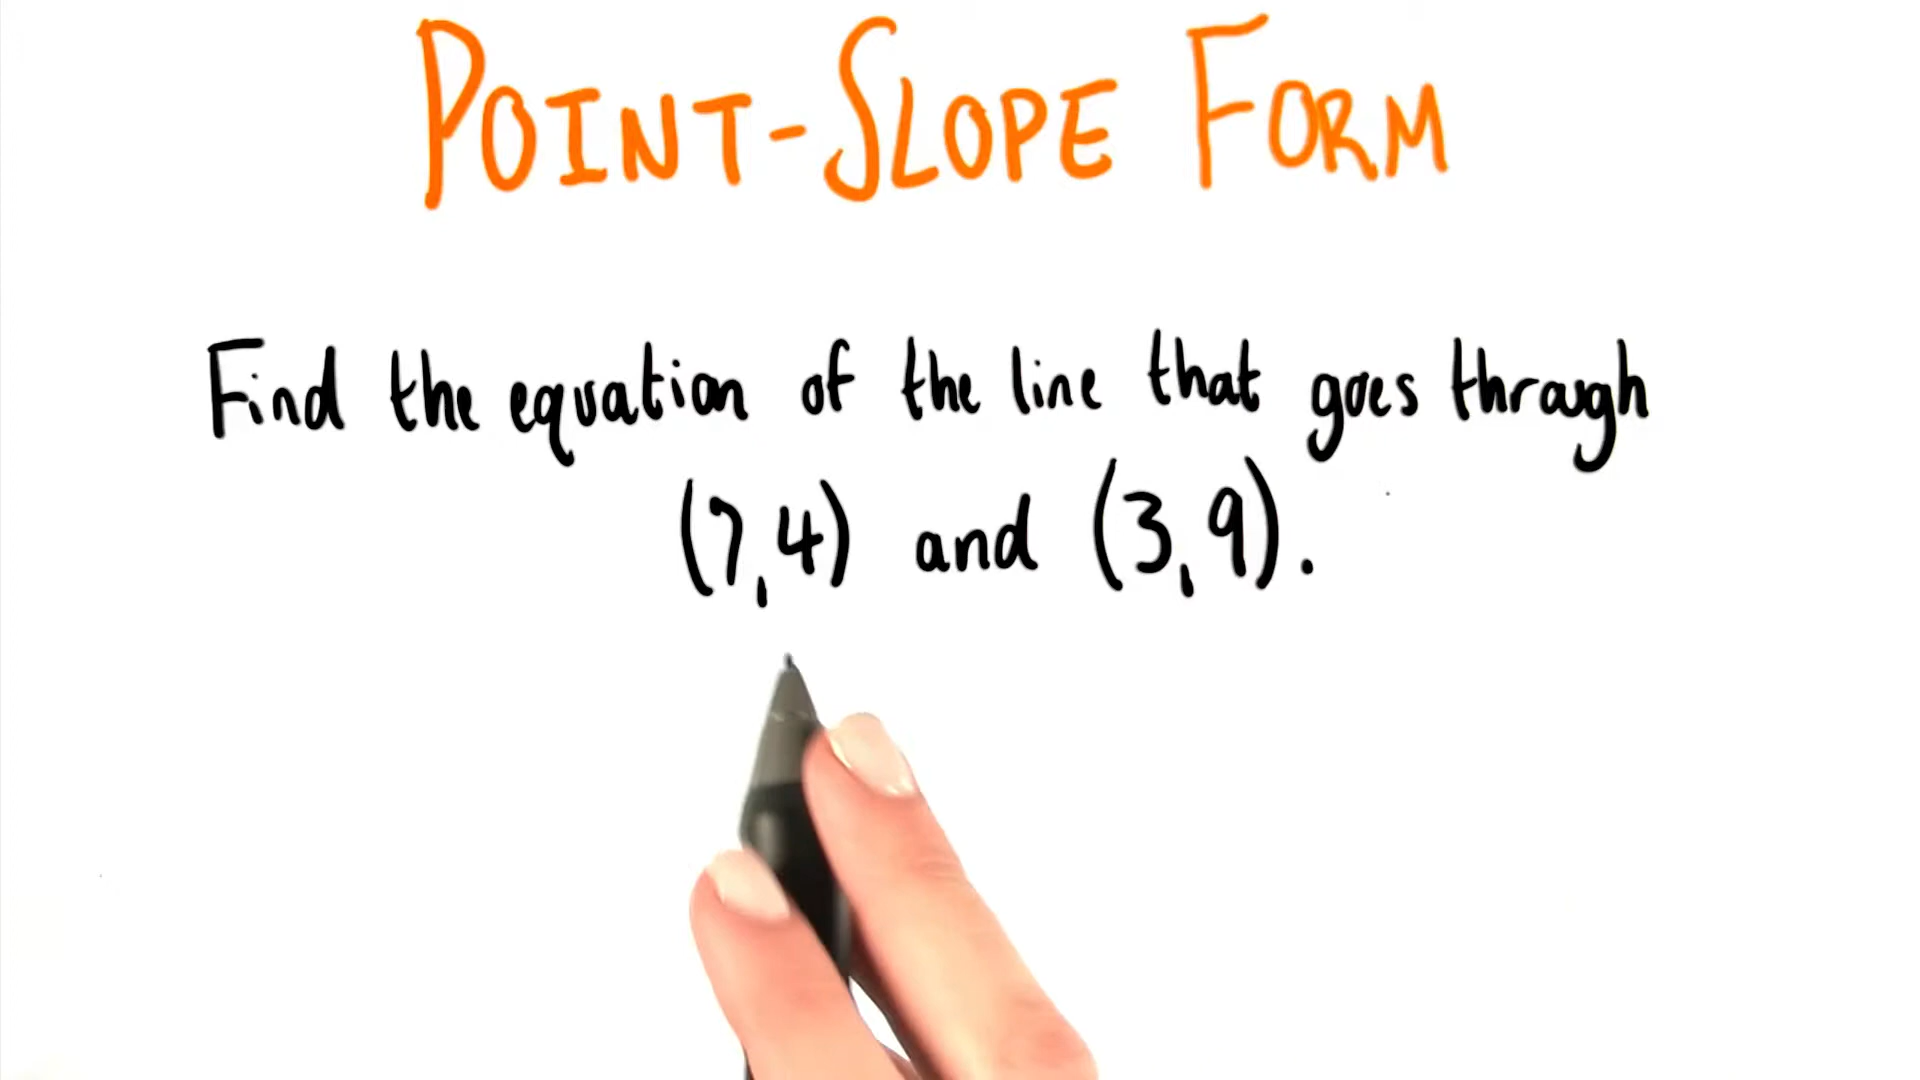 POINT-SLOPE FORM
Find the equation of the line that goes through
(7,4) and (3,9).